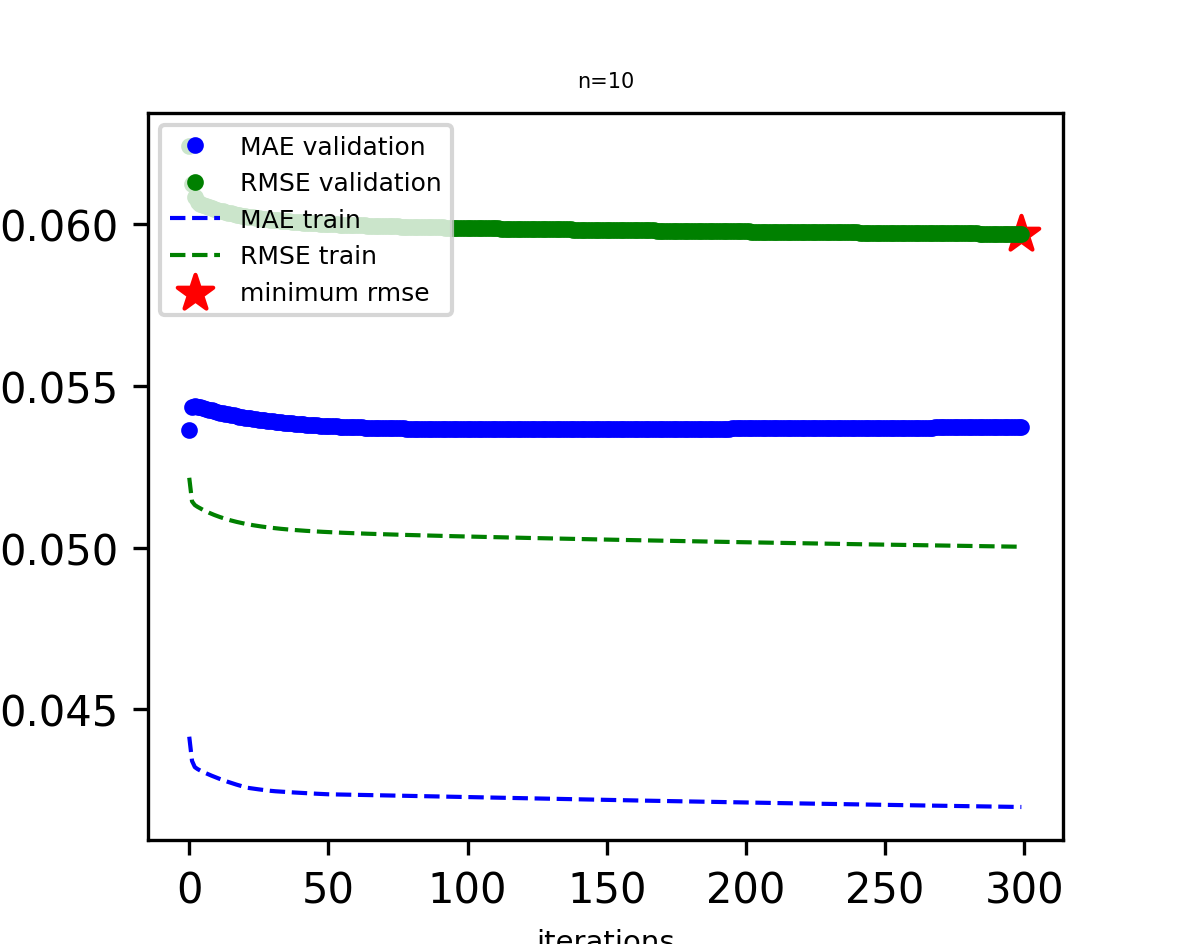 n=10
MAE validation
RMSE validation
MAE train
RMSE train
minimum rmse
0.060
0.055
0.050
0.045
0 50 100 150 200 250 300
iterations